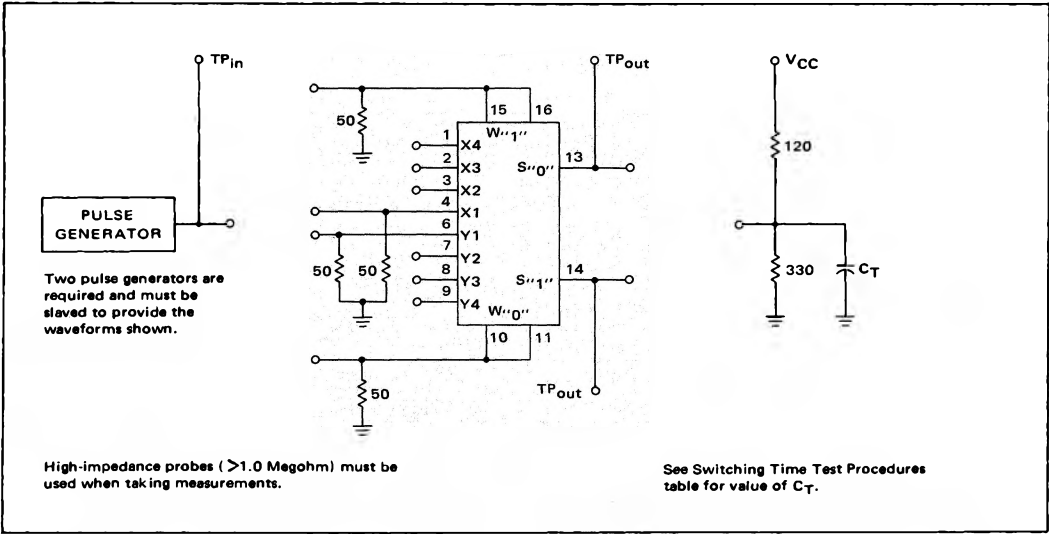 TPin
PULSE
GENERATOR
Two pulse generators are
required and must be
slaved to provide the
waveforms shown.
50
15 16
W"1"
1 X4
2 X3
3 X2
4 X1
6 Y1
7 Y2
8 Y3
9 Y4
50 50
S"0" 13
S"1" 14
W"0"
10 11
50
TPout
TPout
VCC
120
330
CT
High-impedance probes (>1.0 Megohm) must be
used when taking measurements.
See Switching Time Test Procedures
table for value of CT.